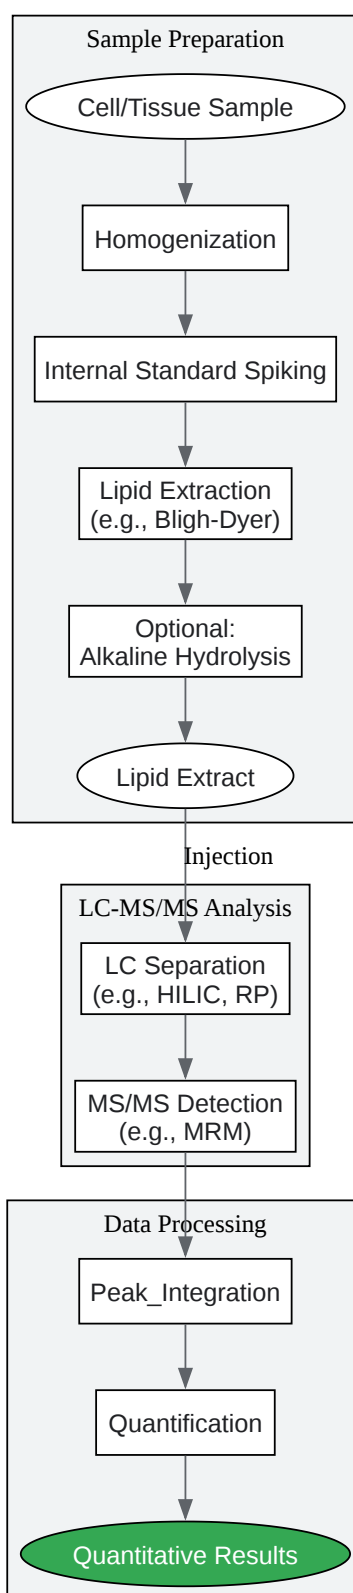 Sample Preparation
Cell/Tissue Sample
Homogenization
Internal Standard Spiking
Lipid Extraction
(e.g., Bligh-Dyer)
Optional:
Alkaline Hydrolysis
Lipid Extract
Injection
LC-MS/MS Analysis
LC Separation
(e.g., HILIC, RP)
MS/MS Detection
(e.g., MRM)
Data Processing
Peak_Integration
Quantification
Quantitative Results